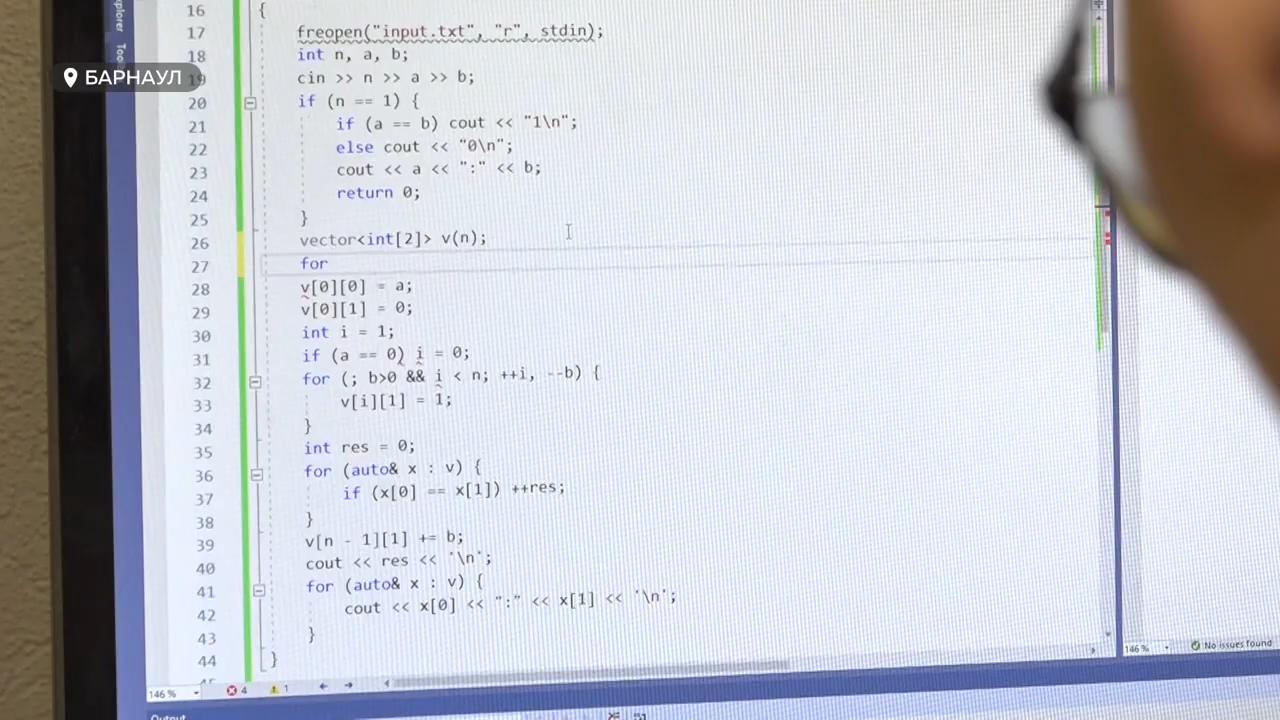 plorer
Too
БАРНАУЛ
16 {
17 freopen("input.txt", "r", stdin);
18 int n, a, b;
19 cin >> n >> a >> b;
20 if (n == 1) {
21 if (a == b) cout << "1\n";
22 else cout << "0\n";
23 cout << a << ":" << b;
24 return 0;
25 }
26 vector<int[2]> v(n);
27 for
28 v[0][0] = a;
29 v[0][1] = 0;
30 int i = 1;
31 if (a == 0) i = 0;
32 for (; b>0 && i < n; ++i, --b) {
33 v[i][1] = 1;
34 }
35 int res = 0;
36 for (auto& x : v) {
37 if (x[0] == x[1]) ++res;
38 }
39 v[n - 1][1] += b;
40 cout << res << '\n';
41 for (auto& x : v) {
42 cout << x[0] << ":" << x[1] << '\n';
43 }
44 }
146 % 4 1
146 % No issues found
Output